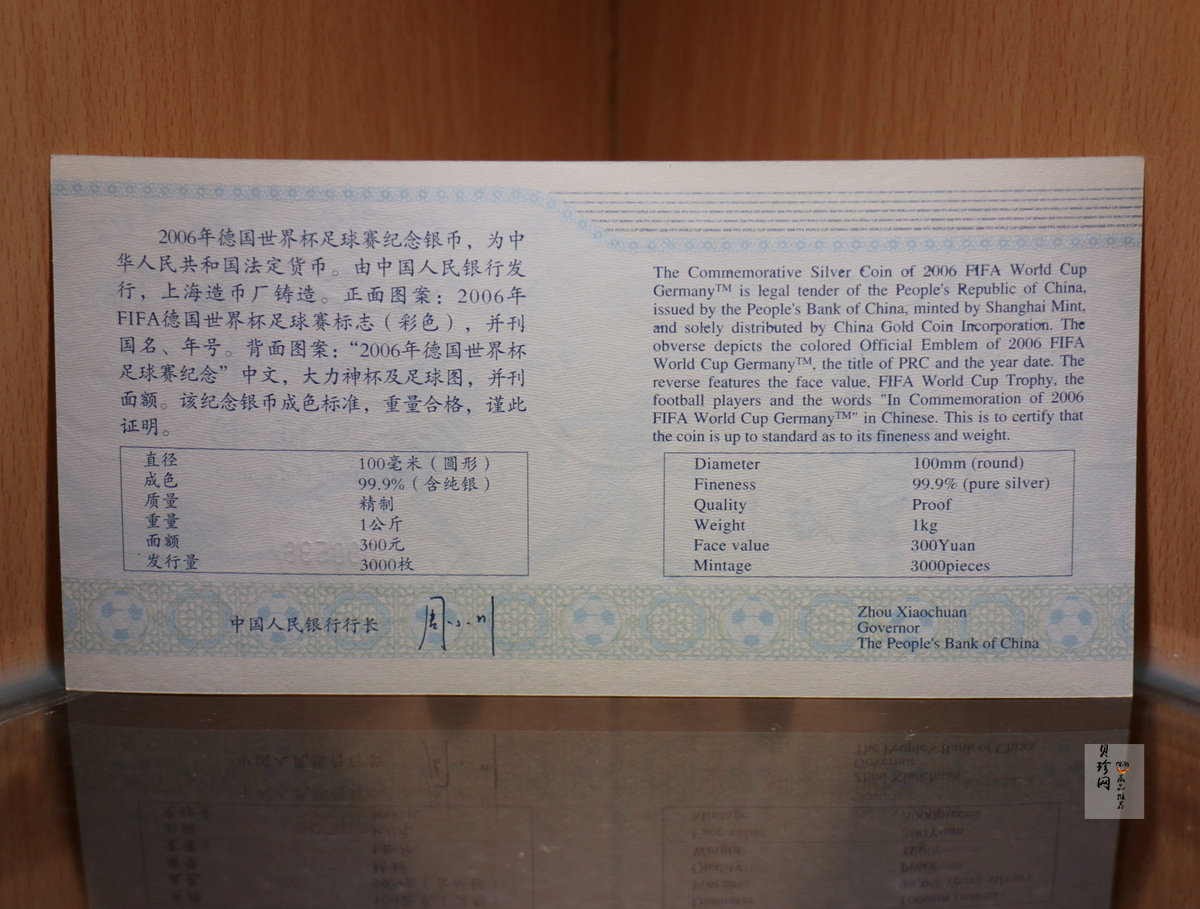 2006年德国世界杯足球赛纪念银币，为中
华人民共和国法定货币。由中国人民银行发
行，上海造币厂铸造。正面图案：2006年
FIFA德国世界杯足球赛标志（彩色），并刊
国名、年号。背面图案：“2006年德国世界杯
足球赛纪念”中文，大力神杯及足球图，并刊
面额。该纪念银币成色标准，重量合格，谨此
证明。
直径 100毫米（圆形）
成色 99.9%（含纯银）
质量 精制
重量 1公斤
面额 300元
发行量 3000枚
中国人民银行行长 周小川
The Commemorative Silver Coin of 2006 FIFA World Cup
Germany™ is legal tender of the People's Republic of China,
issued by the People's Bank of China, minted by Shanghai Mint,
and solely distributed by China Gold Coin Incorporation. The
obverse depicts the colored Official Emblem of 2006 FIFA
World Cup Germany™, the title of PRC and the year date. The
reverse features the face value, FIFA World Cup Trophy, the
football players and the words "In Commemoration of 2006
FIFA World Cup Germany™" in Chinese. This is to certify that
the coin is up to standard as to its fineness and weight.
Diameter 100mm (round)
Fineness 99.9% (pure silver)
Quality Proof
Weight 1kg
Face value 300Yuan
Mintage 3000pieces
Zhou Xiaochuan
Governor
The People's Bank of China
贝珍网
藏品推荐